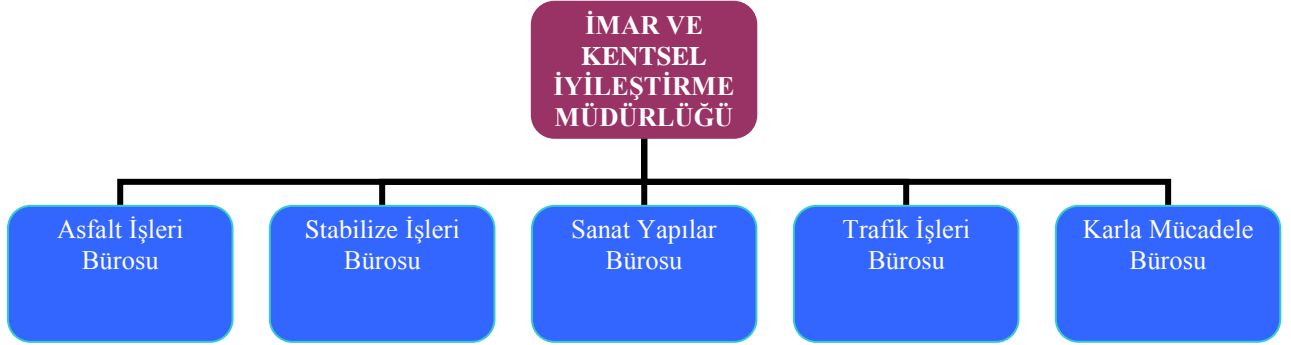 İMAR VE
KENTSEL
İYİLEŞTİRME
MÜDÜRLÜĞÜ
Asfalt İşleri
Bürosu
Stabilize İşleri
Bürosu
Sanat Yapılar
Bürosu
Trafik İşleri
Bürosu
Karla Mücadele
Bürosu